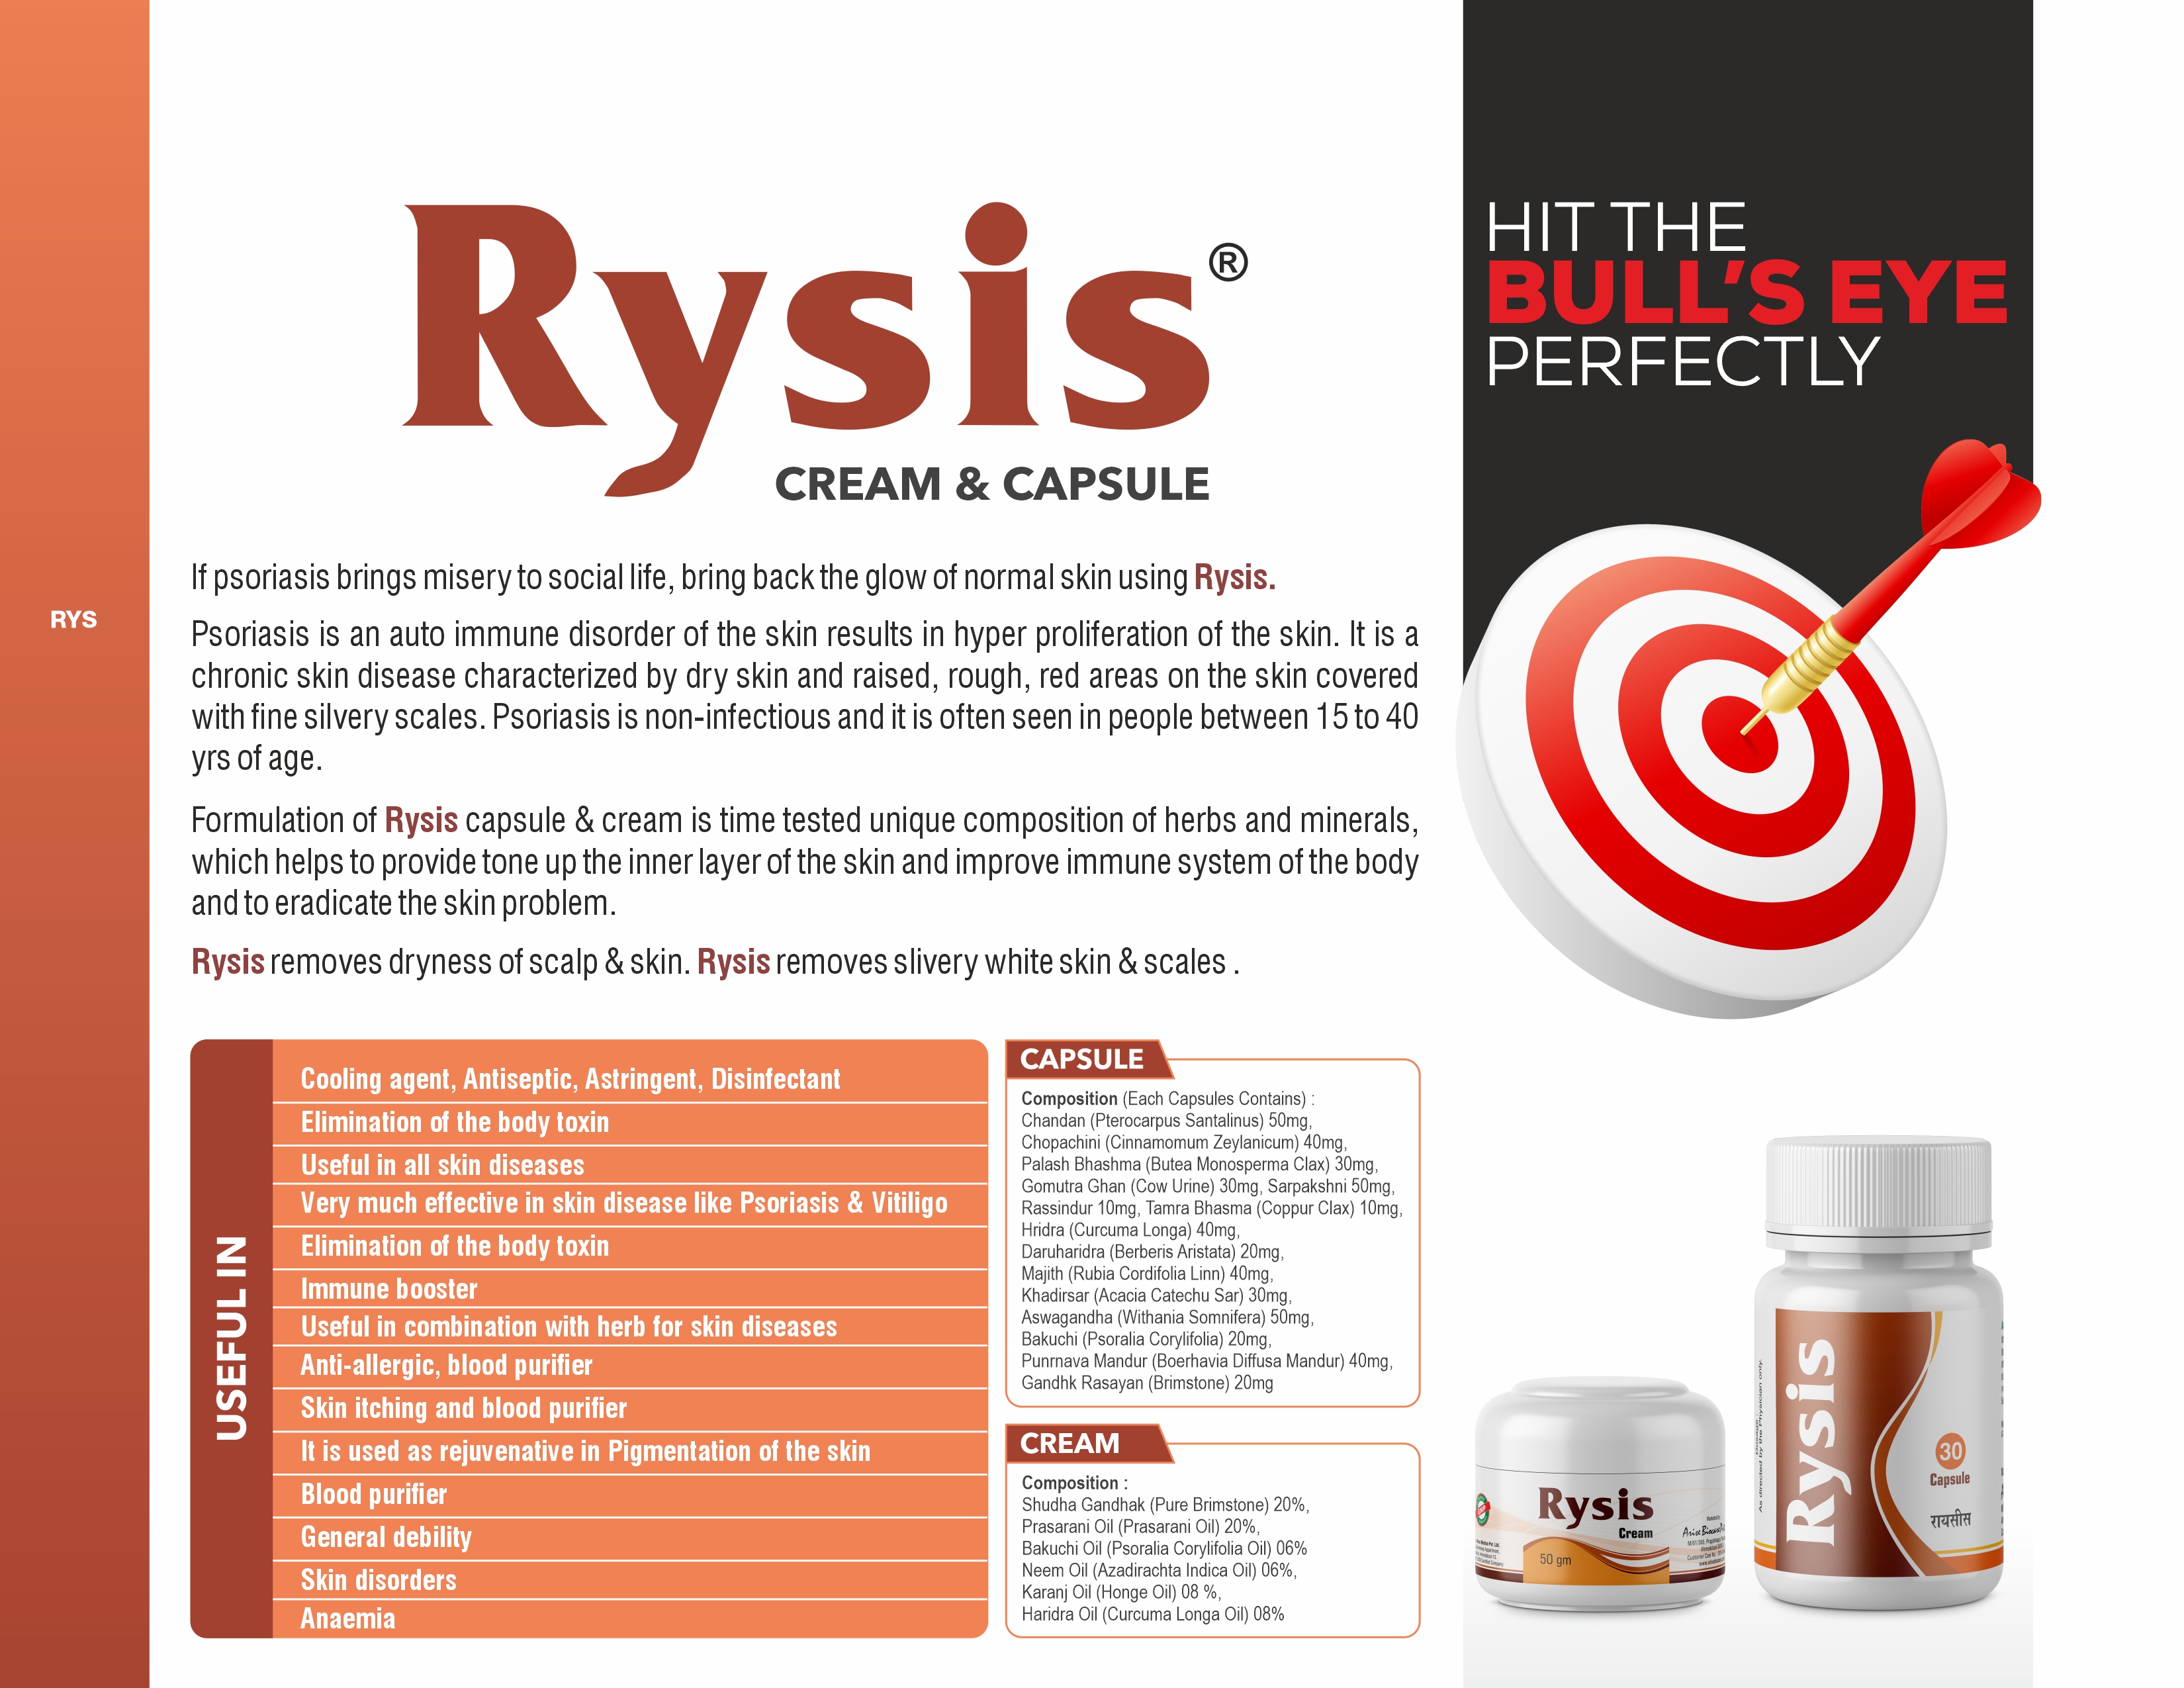 RYS
Rysis®
CREAM & CAPSULE
If psoriasis brings misery to social life, bring back the glow of normal skin using Rysis.
Psoriasis is an auto immune disorder of the skin results in hyper proliferation of the skin. It is a
chronic skin disease characterized by dry skin and raised, rough, red areas on the skin covered
with fine silvery scales. Psoriasis is non-infectious and it is often seen in people between 15 to 40
yrs of age.
Formulation of Rysis capsule & cream is time tested unique composition of herbs and minerals,
which helps to provide tone up the inner layer of the skin and improve immune system of the body
and to eradicate the skin problem.
Rysis removes dryness of scalp & skin. Rysis removes slivery white skin & scales .
USEFUL IN
Cooling agent, Antiseptic, Astringent, Disinfectant
Elimination of the body toxin
Useful in all skin diseases
Very much effective in skin disease like Psoriasis & Vitiligo
Elimination of the body toxin
Immune booster
Useful in combination with herb for skin diseases
Anti-allergic, blood purifier
Skin itching and blood purifier
It is used as rejuvenative in Pigmentation of the skin
Blood purifier
General debility
Skin disorders
Anaemia
CAPSULE
Composition (Each Capsules Contains) :
Chandan (Pterocarpus Santalinus) 50mg,
Chopachini (Cinnamomum Zeylanicum) 40mg,
Palash Bhashma (Butea Monosperma Clax) 30mg,
Gomutra Ghan (Cow Urine) 30mg, Sarpakshni 50mg,
Rassindur 10mg, Tamra Bhasma (Coppur Clax) 10mg,
Hridra (Curcuma Longa) 40mg,
Daruharidra (Berberis Aristata) 20mg,
Majith (Rubia Cordifolia Linn) 40mg,
Khadirsar (Acacia Catechu Sar) 30mg,
Aswagandha (Withania Somnifera) 50mg,
Bakuchi (Psoralia Corylifolia) 20mg,
Punrnava Mandur (Boerhavia Diffusa Mandur) 40mg,
Gandhk Rasayan (Brimstone) 20mg
CREAM
Composition :
Shudha Gandhak (Pure Brimstone) 20%,
Prasarani Oil (Prasarani Oil) 20%,
Bakuchi Oil (Psoralia Corylifolia Oil) 06%
Neem Oil (Azadirachta Indica Oil) 06%,
Karanj Oil (Honge Oil) 08 %,
Haridra Oil (Curcuma Longa Oil) 08%
HIT THE
BULL'S EYE
PERFECTLY
Rysis
Cream
50 gm
As directed by the Physician only.
Rysis
30
Capsule
रायसीस